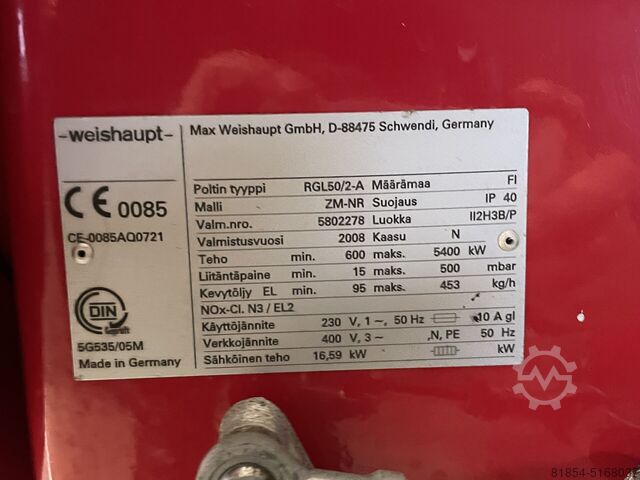 -weishaupt-
Max Weishaupt GmbH, D-88475 Schwendi, Germany
CE 0085
CE-0085AQ0721
Poltin tyyppi RGL50/2-A Määrämaa FI
Malli ZM-NR Suojaus IP 40
Valm.nro. 5802278 Luokka II2H3B/P
Valmistusvuosi 2008 Kaasu N
Teho min. 600 maks. 5400 kW
Liitäntäpaine min. 15 maks. 500 mbar
Kevytöljy EL min. 95 maks. 453 kg/h
NOx-Cl. N3 / EL2
Käyttöjännite 230 V, 1 ~, 50 Hz 10 A gl
Verkkojännite 400 V, 3 ~ ,N, PE 50 Hz
Sähköinen teho 16,59 kW kW
DIN
Geprüft
5G535/05M
Made in Germany